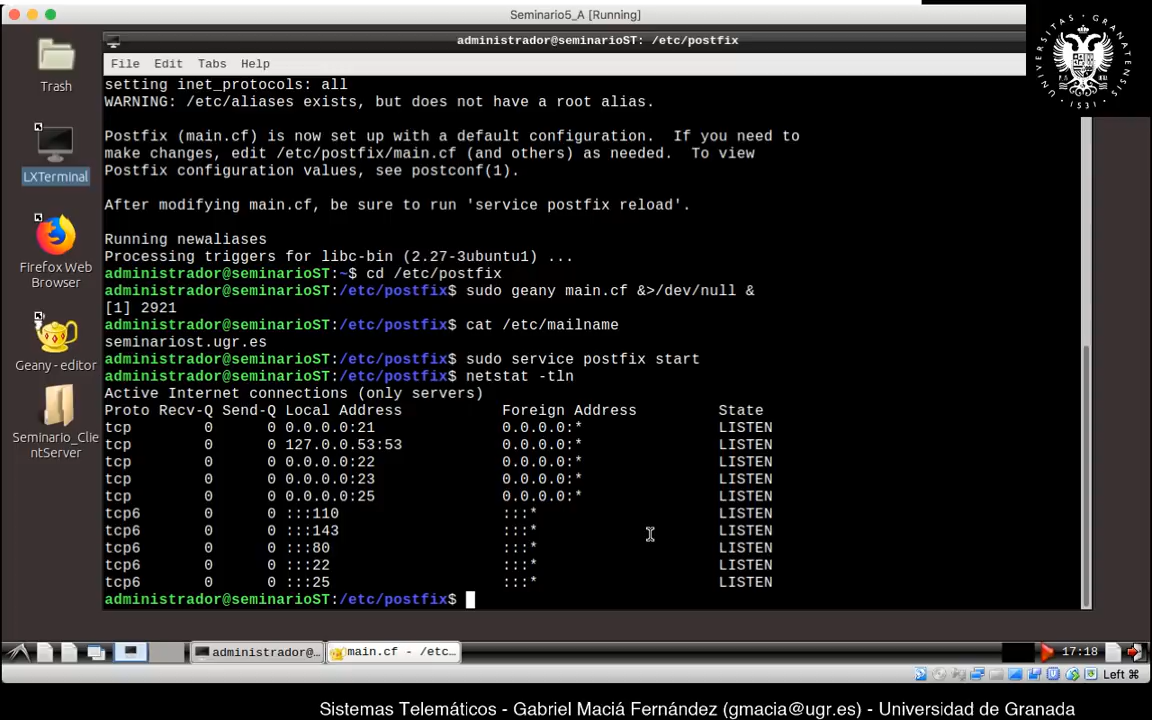 Seminario5_A [Running]
administrador@seminarioST: /etc/postfix
File Edit Tabs Help
setting inet_protocols: all
WARNING: /etc/aliases exists, but does not have a root alias.
Postfix (main.cf) is now set up with a default configuration.  If you need to
make changes, edit /etc/postfix/main.cf (and others) as needed.  To view
Postfix configuration values, see postconf(1).
After modifying main.cf, be sure to run 'service postfix reload'.
Running newaliases
Processing triggers for libc-bin (2.27-3ubuntu1) ...
administrador@seminarioST:~$ cd /etc/postfix
administrador@seminarioST:/etc/postfix$ sudo geany main.cf &>/dev/null &
[1] 2921
administrador@seminarioST:/etc/postfix$ cat /etc/mailname
seminariost.ugr.es
administrador@seminarioST:/etc/postfix$ sudo service postfix start
administrador@seminarioST:/etc/postfix$ netstat -tln
Active Internet connections (only servers)
Proto Recv-Q Send-Q Local Address           Foreign Address         State
tcp        0      0 0.0.0.0:21              0.0.0.0:*               LISTEN
tcp        0      0 127.0.0.53:53           0.0.0.0:*               LISTEN
tcp        0      0 0.0.0.0:22              0.0.0.0:*               LISTEN
tcp        0      0 0.0.0.0:23              0.0.0.0:*               LISTEN
tcp        0      0 0.0.0.0:25              0.0.0.0:*               LISTEN
tcp6       0      0 :::110                  :::*                    LISTEN
tcp6       0      0 :::143                  :::*                    LISTEN
tcp6       0      0 :::80                   :::*                    LISTEN
tcp6       0      0 :::22                   :::*                    LISTEN
tcp6       0      0 :::25                   :::*                    LISTEN
administrador@seminarioST:/etc/postfix$
Trash
LXTerminal
Firefox Web
Browser
Geany - editor
Seminario_Clie
ntServer
administrador@...
main.cf - /etc...
17:18
Left ⌘
UNIVERSITAS GRANATENSIS
1531
Sistemas Telemáticos - Gabriel Maciá Fernández (gmacia@ugr.es) - Universidad de Granada